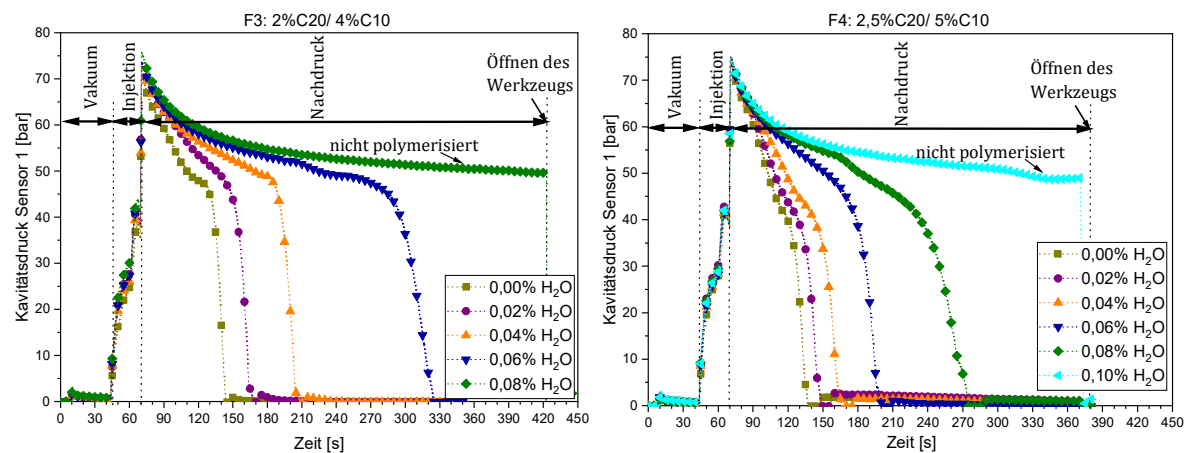 F3: 2%C20/ 4%C10
Kavitätsdruck Sensor 1 [bar]
80
70
60
50
40
30
20
10
0
Vakuum
Injektion
Nachdruck
Öffnen des
Werkzeugs
nicht polymerisiert
0,00% H2O
0,02% H2O
0,04% H2O
0,06% H2O
0,08% H2O
0 30 60 90 120 150 180 210 240 270 300 330 360 390 420 450
Zeit [s]
F4: 2,5%C20/ 5%C10
Kavitätsdruck Sensor 1 [bar]
80
70
60
50
40
30
20
10
0
Vakuum
Injektion
Nachdruck
Öffnen des
Werkzeugs
nicht polymerisiert
0,00% H2O
0,02% H2O
0,04% H2O
0,06% H2O
0,08% H2O
0,10% H2O
0 30 60 90 120 150 180 210 240 270 300 330 360 390 420 450
Zeit [s]